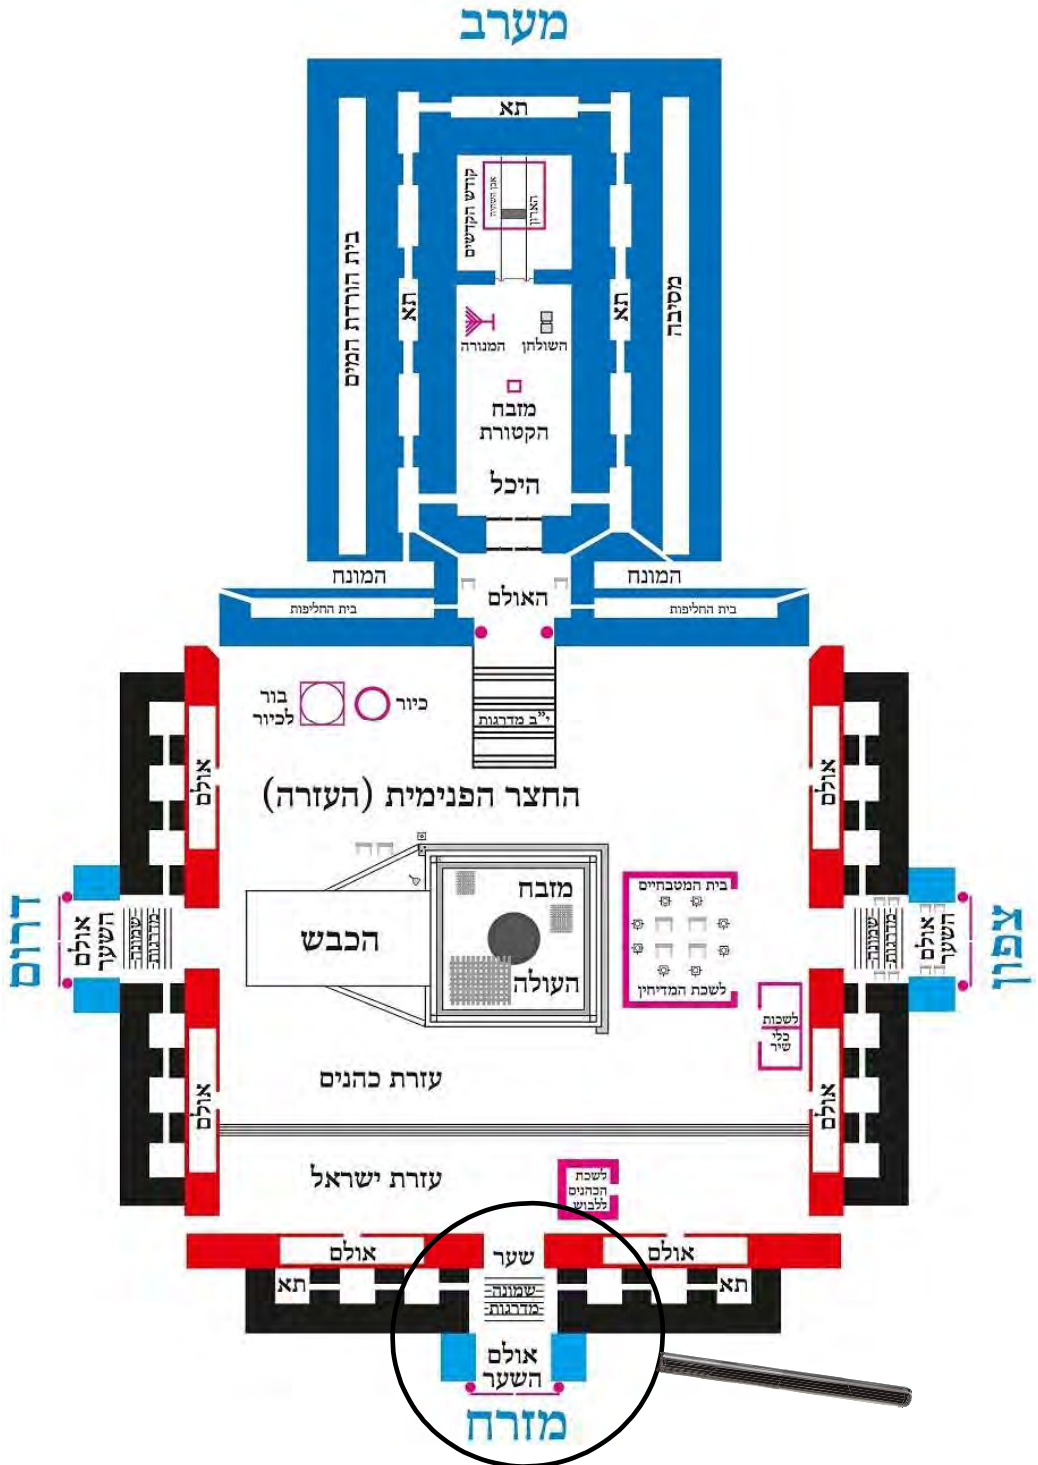 מערב
תא
קודש הקדשים
אבן השתיה
הארון
בית הורדת המים
תא
תא
מסיבה
המנורה
השולחן
מזבח
הקטורת
היכל
המונח
המונח
האולם
בית החליפות
בית החליפות
י"ב מדרגות
כיור
בור
לכיור
אולם
אולם
החצר הפנימית (העזרה)
דרום
אולם
השער
שמונה
מדרגות
הכבש
מזבח
העולה
בית המטבחיים
לשכת המדיחין
שמונה
מדרגות
אולם
השער
צפון
לשכות
כלי
שיר
עזרת כהנים
אולם
אולם
עזרת ישראל
לשכת
הכהנים
ללבוש
אולם
שער
אולם
תא
שמונה
מדרגות
תא
אולם
השער
מזרח